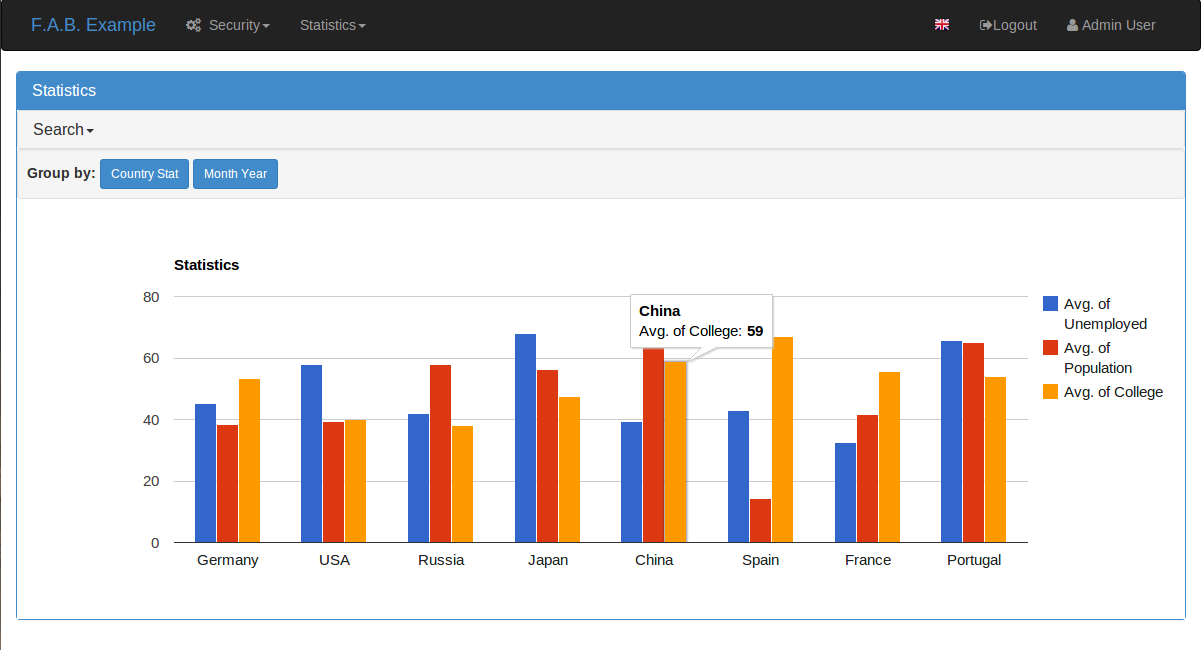 F.A.B. Example Security Statistics Logout Admin User
Statistics
Search
Group by: Country Stat Month Year
Statistics
80
60
40
20
0
China
Avg. of College: 59
Avg. of
Unemployed
Avg. of
Population
Avg. of College
Germany USA Russia Japan China Spain France Portugal